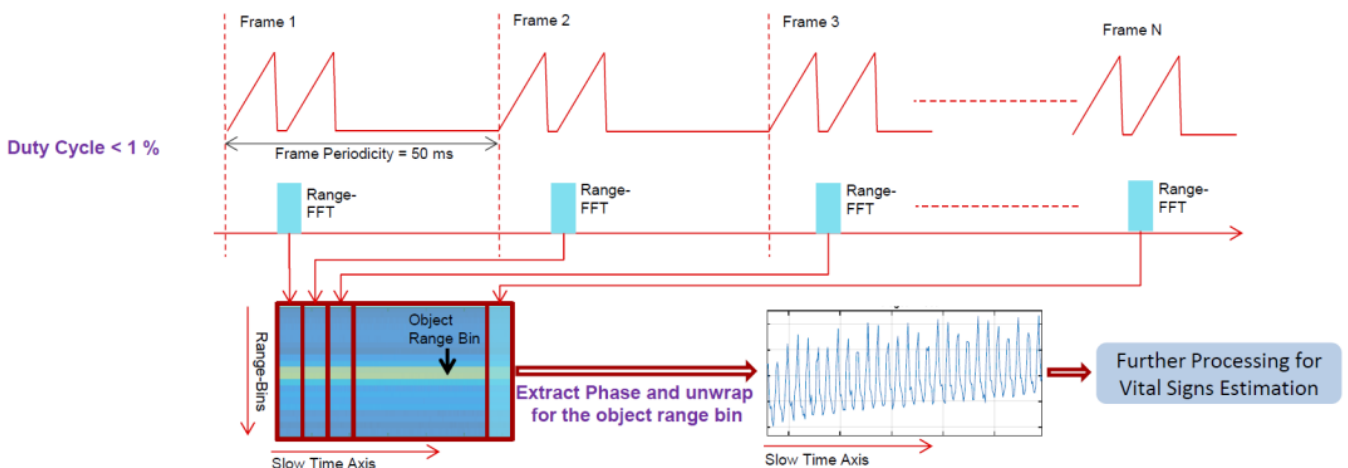 Frame 1
Frame 2
Frame 3
Frame N
Duty Cycle < 1 %
Frame Periodicity = 50 ms
Range-
FFT
Range-
FFT
Range-
FFT
Range-
FFT
Range-Bins
Object
Range Bin
Extract Phase and unwrap
for the object range bin
Further Processing for
Vital Signs Estimation
Slow Time Axis
Slow Time Axis